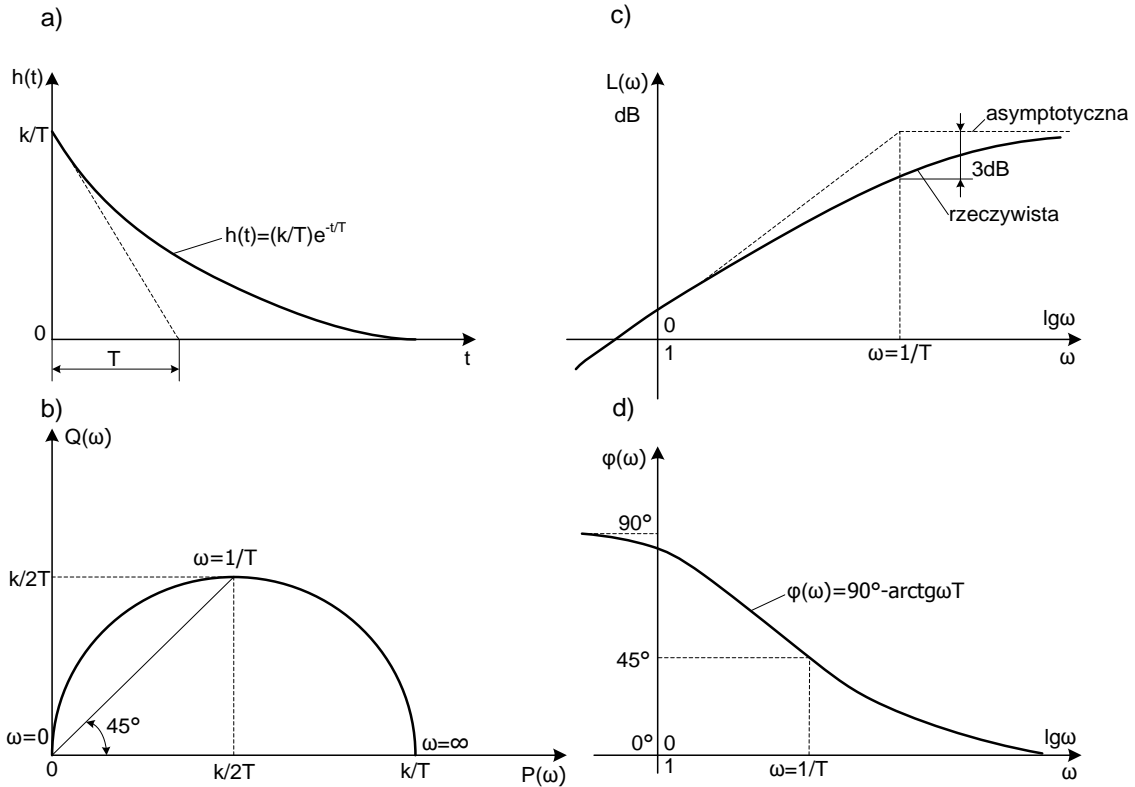 a)
h(t)
k/T
h(t)=(k/T)e^-t/T
0
T
t
c)
L(ω)
dB
asymptotyczna
3dB
rzeczywista
0
1
ω=1/T
lgω
ω
b)
Q(ω)
ω=1/T
k/2T
45°
ω=0
ω=∞
0
k/2T
k/T
P(ω)
d)
φ(ω)
90°
φ(ω)=90°-arctgωT
45°
0°
0
1
ω=1/T
lgω
ω